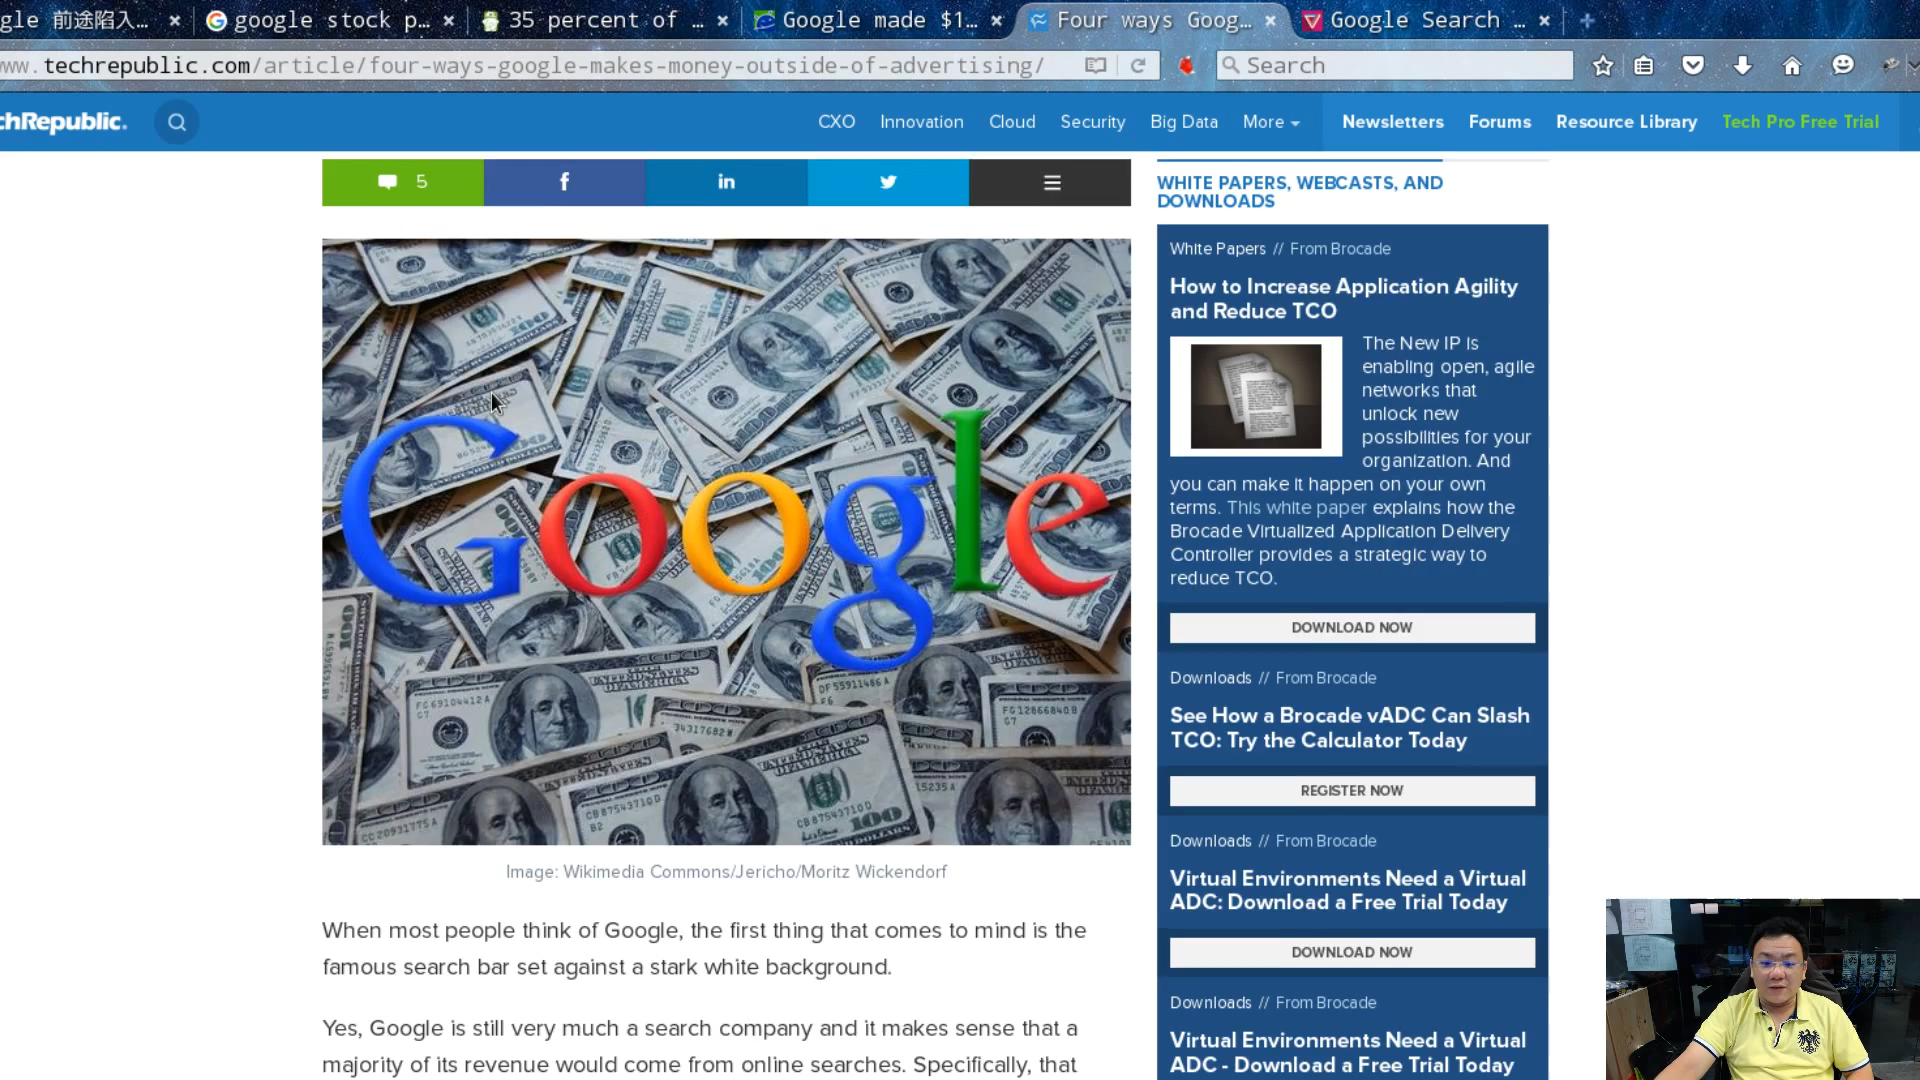 gle 前途陷入...
google stock p...
35 percent of ...
Google made $1...
Four ways Goog...
Google Search ...
ww.techrepublic.com/article/four-ways-google-makes-money-outside-of-advertising/
Search
chRepublic.
CXO Innovation Cloud Security Big Data More
Newsletters Forums Resource Library Tech Pro Free Trial
5
f
in
Google
Image: Wikimedia Commons/Jericho/Moritz Wickendorf
When most people think of Google, the first thing that comes to mind is the
famous search bar set against a stark white background.
Yes, Google is still very much a search company and it makes sense that a
majority of its revenue would come from online searches. Specifically, that
WHITE PAPERS, WEBCASTS, AND
DOWNLOADS
White Papers // From Brocade
How to Increase Application Agility
and Reduce TCO
The New IP is
enabling open, agile
networks that
unlock new
possibilities for your
organization. And
you can make it happen on your own
terms. This white paper explains how the
Brocade Virtualized Application Delivery
Controller provides a strategic way to
reduce TCO.
DOWNLOAD NOW
Downloads // From Brocade
See How a Brocade vADC Can Slash
TCO: Try the Calculator Today
REGISTER NOW
Downloads // From Brocade
Virtual Environments Need a Virtual
ADC: Download a Free Trial Today
DOWNLOAD NOW
Downloads // From Brocade
Virtual Environments Need a Virtual
ADC - Download a Free Trial Today